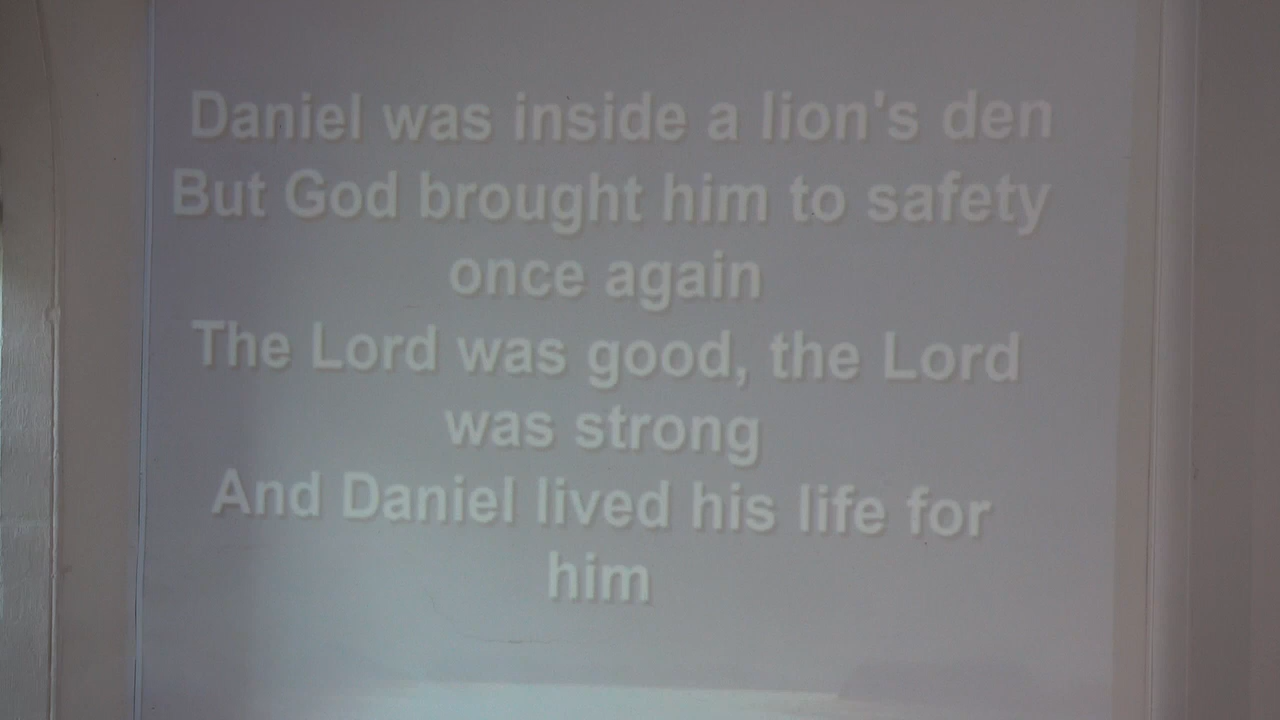 Daniel was inside a lion's den
But God brought him to safety
once again
The Lord was good, the Lord
was strong
And Daniel lived his life for
him